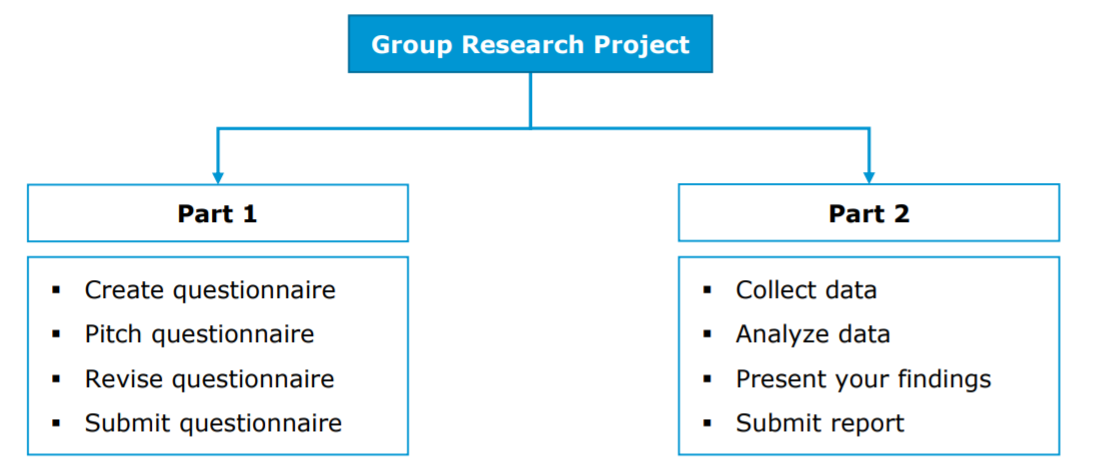 Group Research Project
Part 1
▪ Create questionnaire
▪ Pitch questionnaire
▪ Revise questionnaire
▪ Submit questionnaire
Part 2
▪ Collect data
▪ Analyze data
▪ Present your findings
▪ Submit report